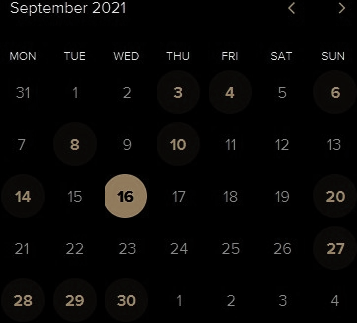 September 2021 < >
MON TUE WED THU FRI SAT SUN
31 1 2 3 4 5 6
7 8 9 10 11 12 13
14 15 16 17 18 19 20
21 22 23 24 25 26 27
28 29 30 1 2 3 4